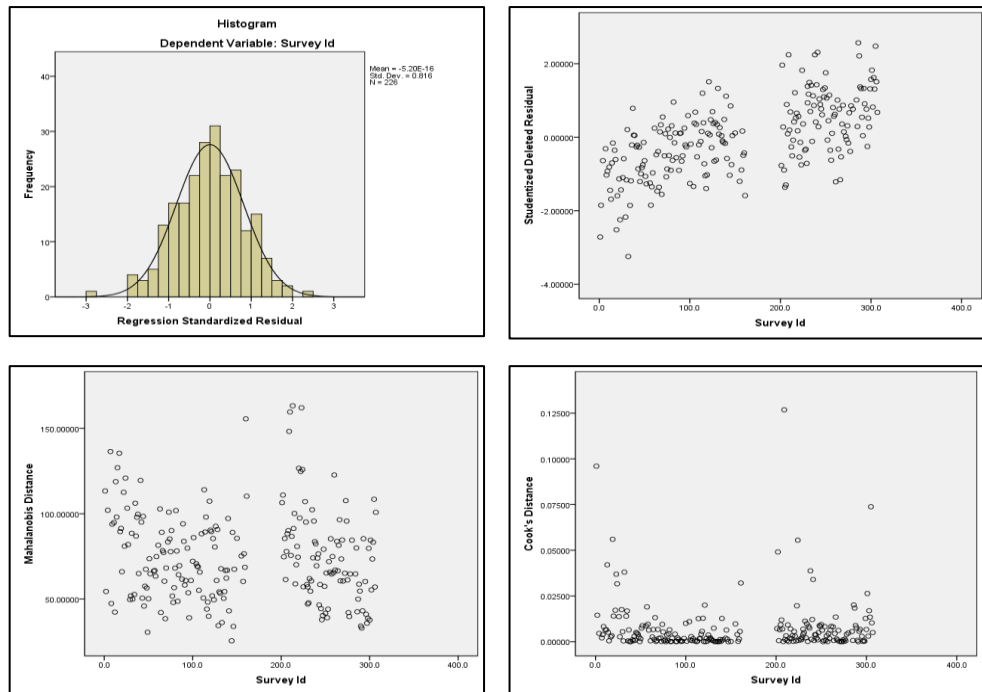 Histogram
Dependent Variable: Survey Id
Mean = -5.20E-16
Std. Dev. = 0.816
N = 226
Frequency
40
30
20
10
0
-3 -2 -1 0 1 2 3
Regression Standardized Residual
Studentized Deleted Residual
2.00000
0.00000
-2.00000
-4.00000
0.0 100.0 200.0 300.0 400.0
Survey Id
Mahalanobis Distance
150.00000
100.00000
50.00000
0.0 100.0 200.0 300.0 400.0
Survey Id
Cook's Distance
0.12500
0.10000
0.07500
0.05000
0.02500
0.00000
0.0 100.0 200.0 300.0 400.0
Survey Id